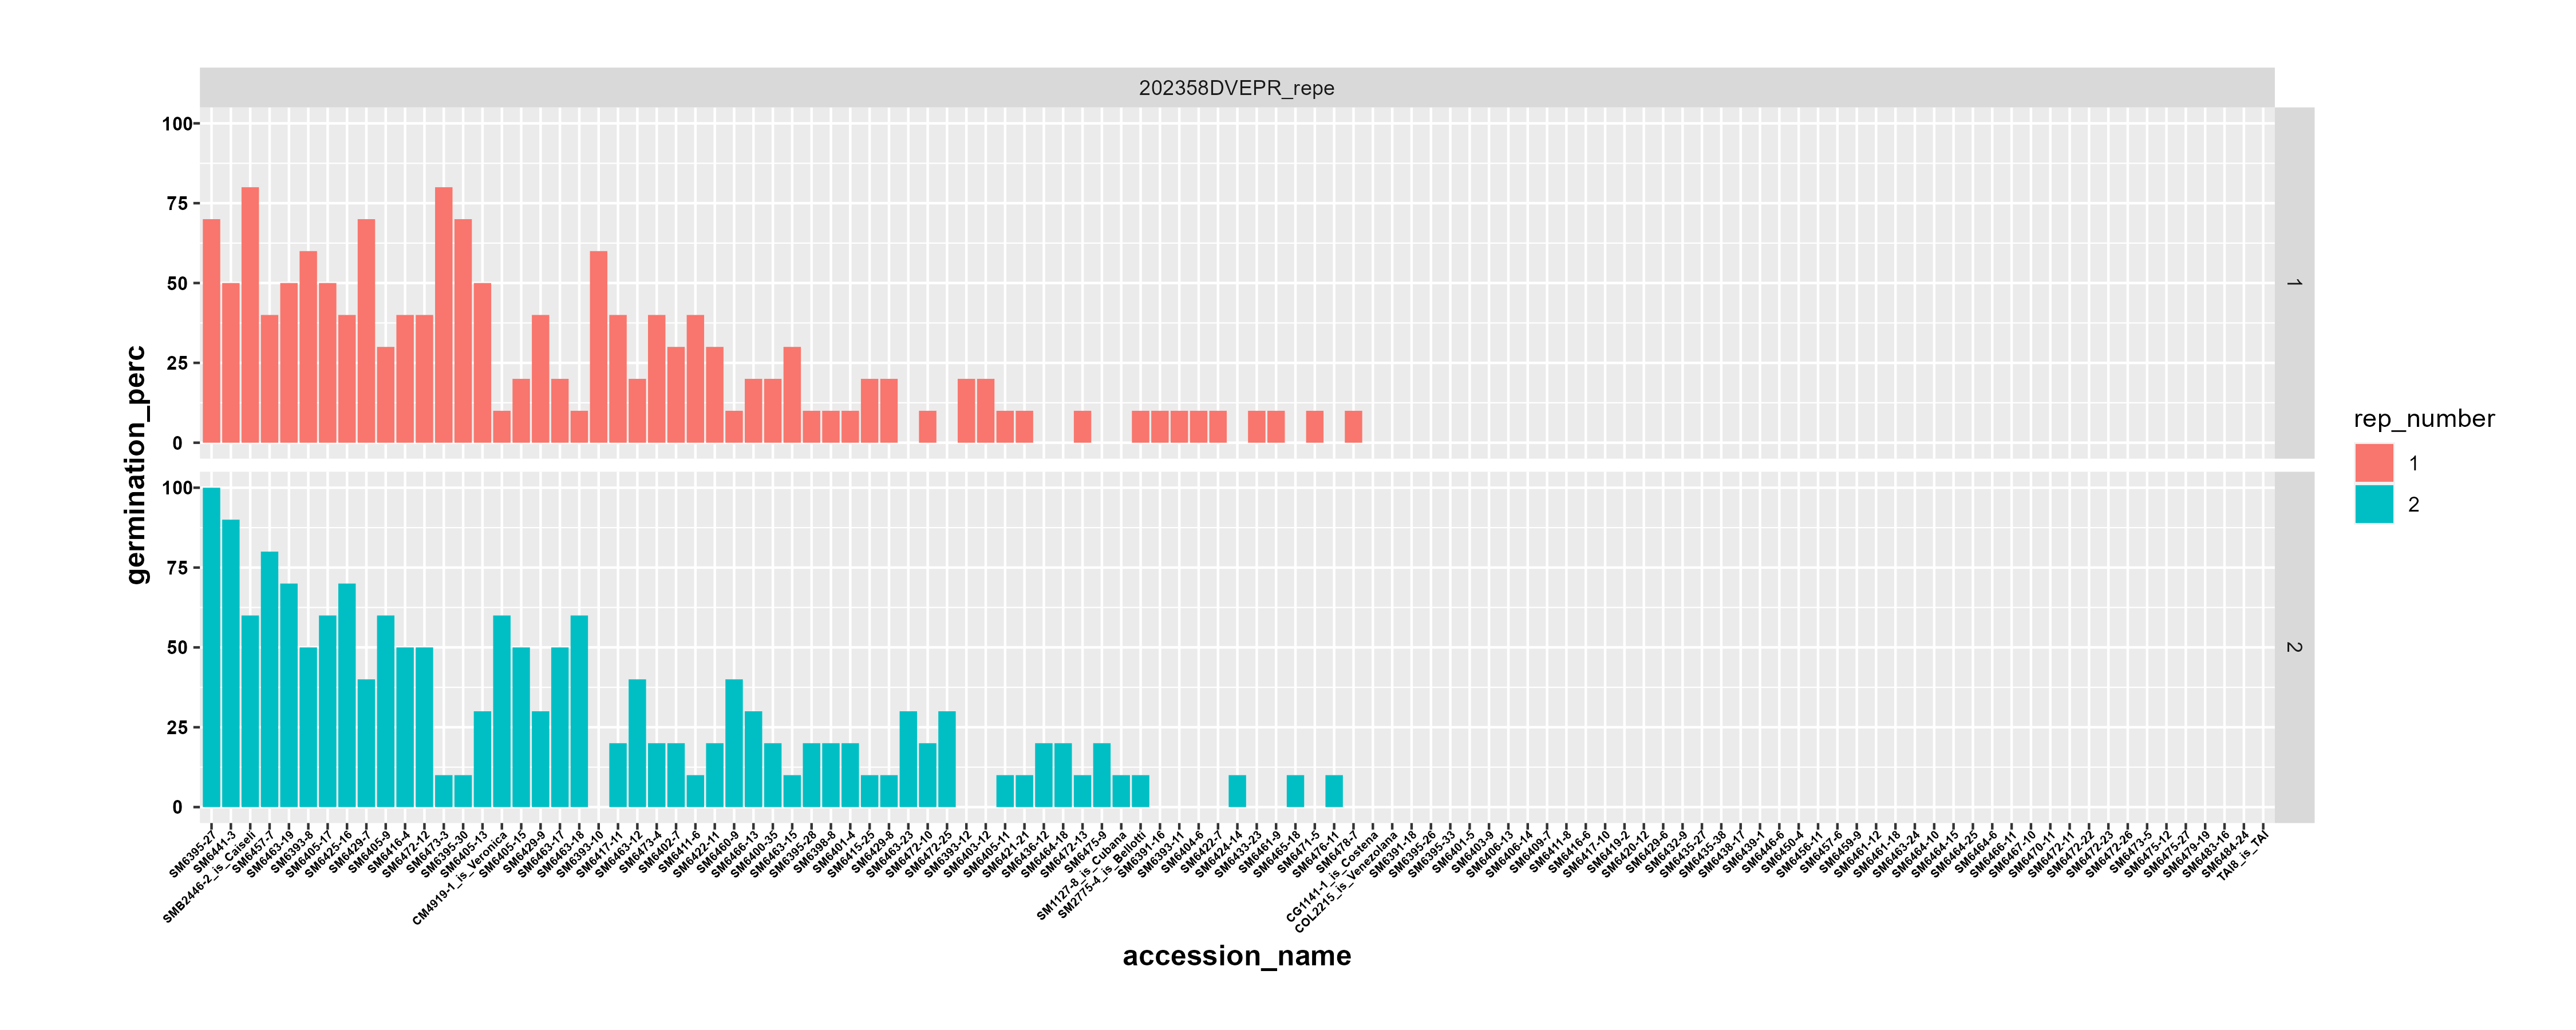 202358DVEPR_repe
100
75
50
25
0
1
100
75
50
25
0
2
germination_perc
SM6395-27
SM6441-3
SMB2446-2_is_Caiseli
SM6457-7
SM6463-19
SM6393-8
SM6405-17
SM6425-16
SM6429-7
SM6405-9
SM6416-4
SM6472-12
SM6473-3
SM6395-30
SM6405-13
CM4919-1_is_Veronica
SM6405-15
SM6429-9
SM6463-17
SM6463-18
SM6393-10
SM6417-11
SM6463-12
SM6473-4
SM6402-7
SM6411-6
SM6422-11
SM6460-9
SM6466-13
SM6400-35
SM6463-15
SM6395-28
SM6398-8
SM6401-4
SM6415-25
SM6429-8
SM6463-23
SM6472-10
SM6472-25
SM6393-12
SM6403-12
SM6405-11
SM6421-21
SM6436-12
SM6464-18
SM6472-13
SM6475-9
SM1127-8_is_Cubana
SM2775-4_is_Bellotti
SM6391-16
SM6393-11
SM6404-6
SM6422-7
SM6424-14
SM6433-23
SM6461-9
SM6465-18
SM6471-5
SM6476-11
SM6478-7
CG1141-1_is_Costena
COL2215_is_Venezolana
SM6391-18
SM6395-26
SM6395-33
SM6401-5
SM6403-9
SM6406-13
SM6406-14
SM6409-7
SM6411-8
SM6416-6
SM6417-10
SM6419-2
SM6420-12
SM6429-6
SM6432-9
SM6435-27
SM6435-38
SM6438-17
SM6439-1
SM6446-6
SM6450-4
SM6456-11
SM6457-6
SM6459-9
SM6461-12
SM6461-18
SM6463-24
SM6464-10
SM6464-15
SM6464-25
SM6464-6
SM6466-11
SM6467-10
SM6470-11
SM6472-11
SM6472-22
SM6472-23
SM6472-26
SM6473-5
SM6475-12
SM6475-27
SM6479-19
SM6483-16
SM6484-24
TAI8_is_TAI
accession_name
rep_number
1
2